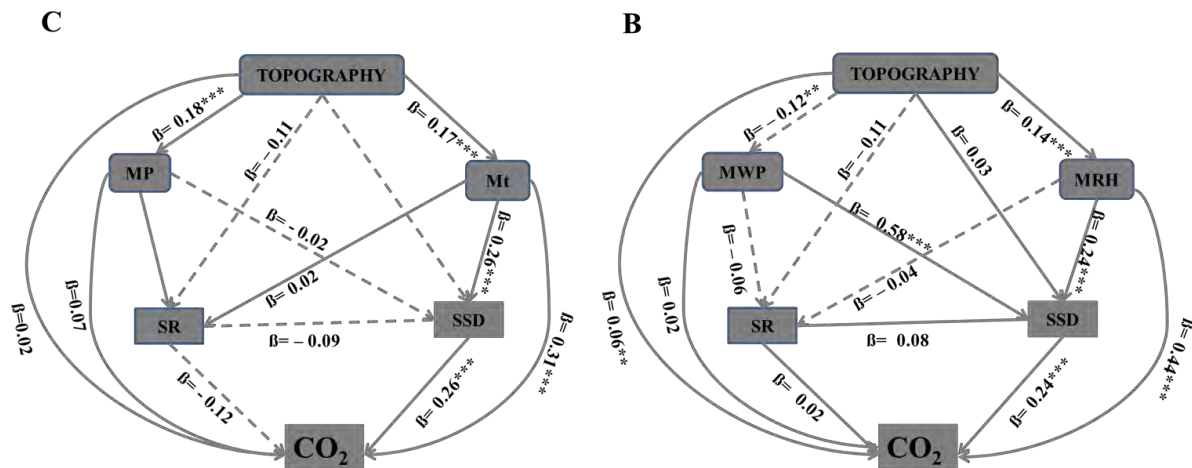 C
TOPOGRAPHY
ß= 0.18***
ß= 0.17***
ß= – 0.11
MP
Mt
ß= – 0.02
ß= 0.26***
ß= 0.02
SR
SSD
ß= – 0.09
ß=0.02
ß=0.07
ß= – 0.12
ß= 0.26***
ß= 0.31****
CO₂
B
TOPOGRAPHY
ß= – 0.12**
ß= 0.14***
ß= – 0.11
ß= 0.03
MWP
MRH
ß= 0.58***
ß= – 0.06
ß= 0.24***
ß= – 0.04
SR
SSD
ß= 0.08
ß= 0.06**
ß= 0.02
ß= 0.02
ß= 0.24***
ß= 0.44****
CO₂